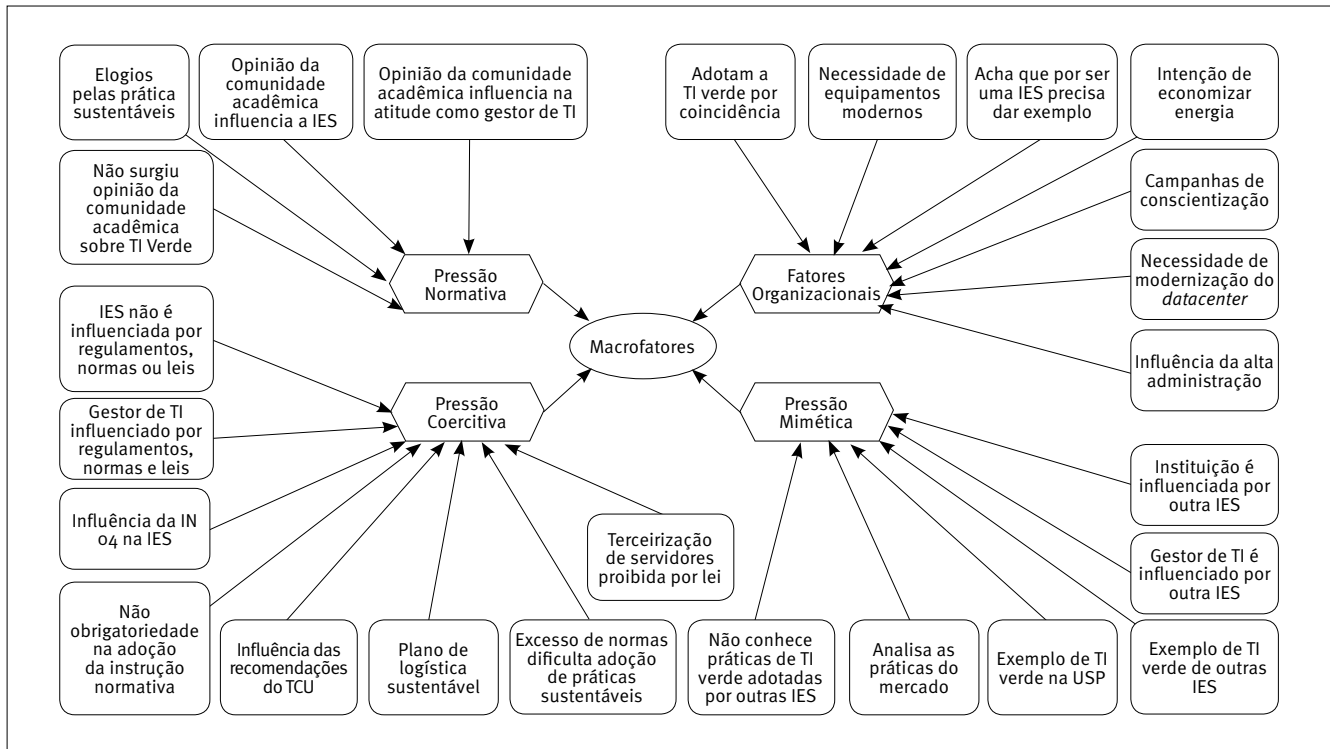 Elogios
pelas prática
sustentáveis
Opinião da
comunidade
acadêmica
influencia a IES
Opinião da comunidade
acadêmica influencia na
atitude como gestor de TI
Adotam a
TI verde por
coincidência
Necessidade de
equipamentos
modernos
Acha que por ser
uma IES precisa
dar exemplo
Intenção de
economizar
energia
Não surgiu
opinião da
comunidade
acadêmica
sobre TI Verde
Campanhas de
conscientização
Pressão
Normativa
Fatores
Organizacionais
Necessidade de
modernização do
datacenter
IES não é
influenciada por
regulamentos,
normas ou leis
Macrofatores
Influência da alta
administração
Gestor de TI
influenciado por
regulamentos,
normas e leis
Pressão
Coercitiva
Pressão
Mimética
Instituição é
influenciada por
outra IES
Influência da IN
04 na IES
Terceirização
de servidores
proibida por lei
Gestor de TI é
influenciado por
outra IES
Não
obrigatoriedade
na adoção
da instrução
normativa
Influência das
recomendações
do TCU
Plano de
logística
sustentável
Excesso de normas
dificulta adoção
de práticas
sustentáveis
Não conhece
práticas de TI
verde adotadas
por outras IES
Analisa as
práticas do
mercado
Exemplo de TI
verde na USP
Exemplo de TI
verde de outras
IES